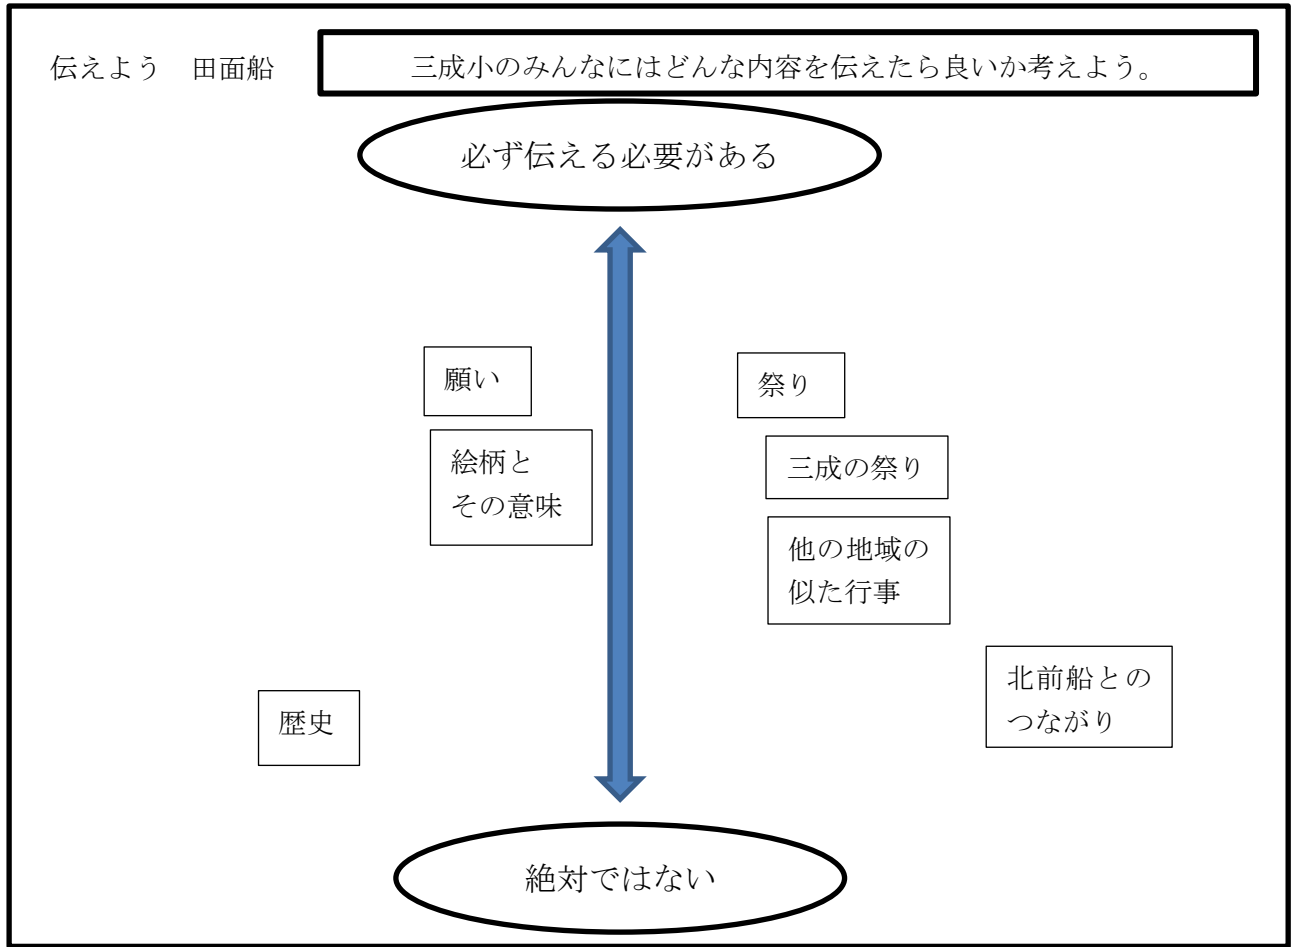 伝えよう　田面船
三成小のみんなにはどんな内容を伝えたら良いか考えよう。
必ず伝える必要がある
願い
祭り
絵柄と
その意味
三成の祭り
他の地域の
似た行事
北前船との
つながり
歴史
絶対ではない